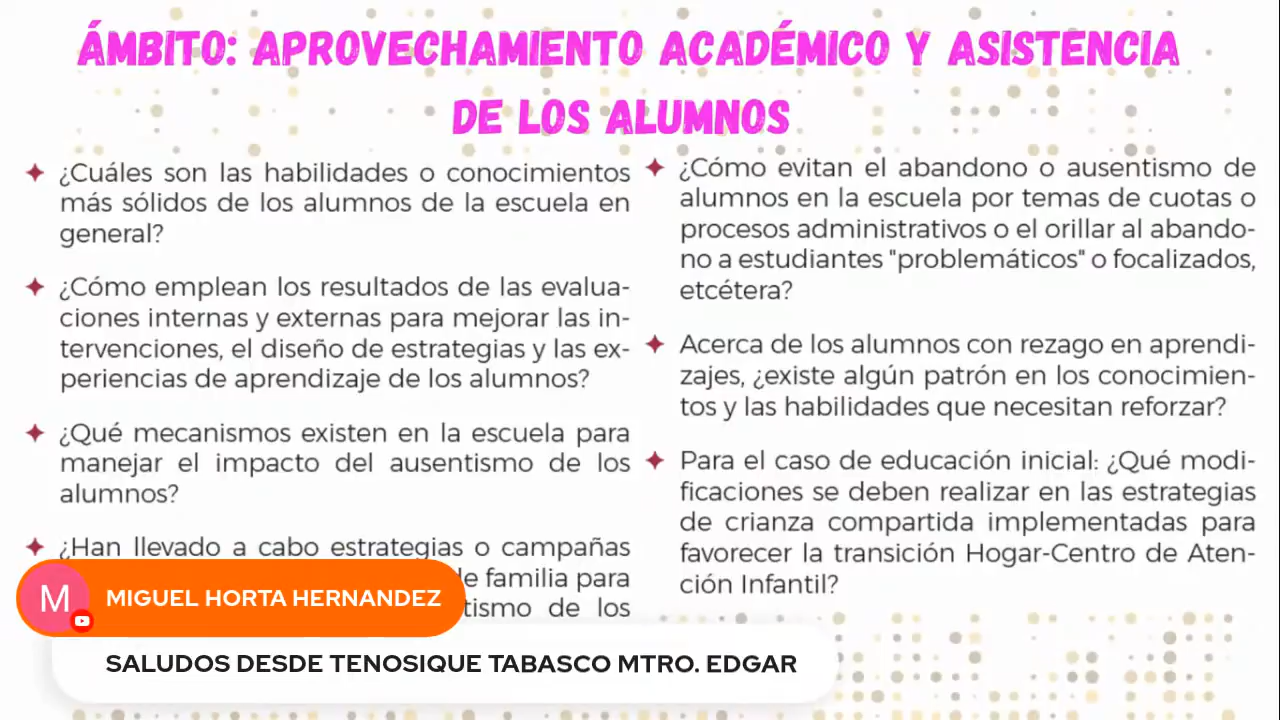 ÁMBITO: APROVECHAMIENTO ACADÉMICO Y ASISTENCIA
DE LOS ALUMNOS
✦ ¿Cuáles son las habilidades o conocimientos
más sólidos de los alumnos de la escuela en
general?
✦ ¿Cómo emplean los resultados de las evalua-
ciones internas y externas para mejorar las in-
tervenciones, el diseño de estrategias y las ex-
periencias de aprendizaje de los alumnos?
✦ ¿Qué mecanismos existen en la escuela para
manejar el impacto del ausentismo de los
alumnos?
✦ ¿Han llevado a cabo estrategias o campañas
de familia para
tismo de los
✦ ¿Cómo evitan el abandono o ausentismo de
alumnos en la escuela por temas de cuotas o
procesos administrativos o el orillar al abando-
no a estudiantes "problemáticos" o focalizados,
etcétera?
✦ Acerca de los alumnos con rezago en aprendi-
zajes, ¿existe algún patrón en los conocimien-
tos y las habilidades que necesitan reforzar?
✦ Para el caso de educación inicial: ¿Qué modi-
ficaciones se deben realizar en las estrategias
de crianza compartida implementadas para
favorecer la transición Hogar-Centro de Aten-
ción Infantil?
M
MIGUEL HORTA HERNANDEZ
SALUDOS DESDE TENOSIQUE TABASCO MTRO. EDGAR